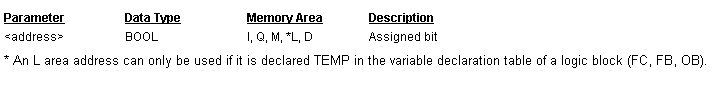 Parameter Data Type Memory Area Description
<address> BOOL I, Q, M, *L, D Assigned bit
* An L area address can only be used if it is declared TEMP in the variable declaration table of a logic block (FC, FB, OB).